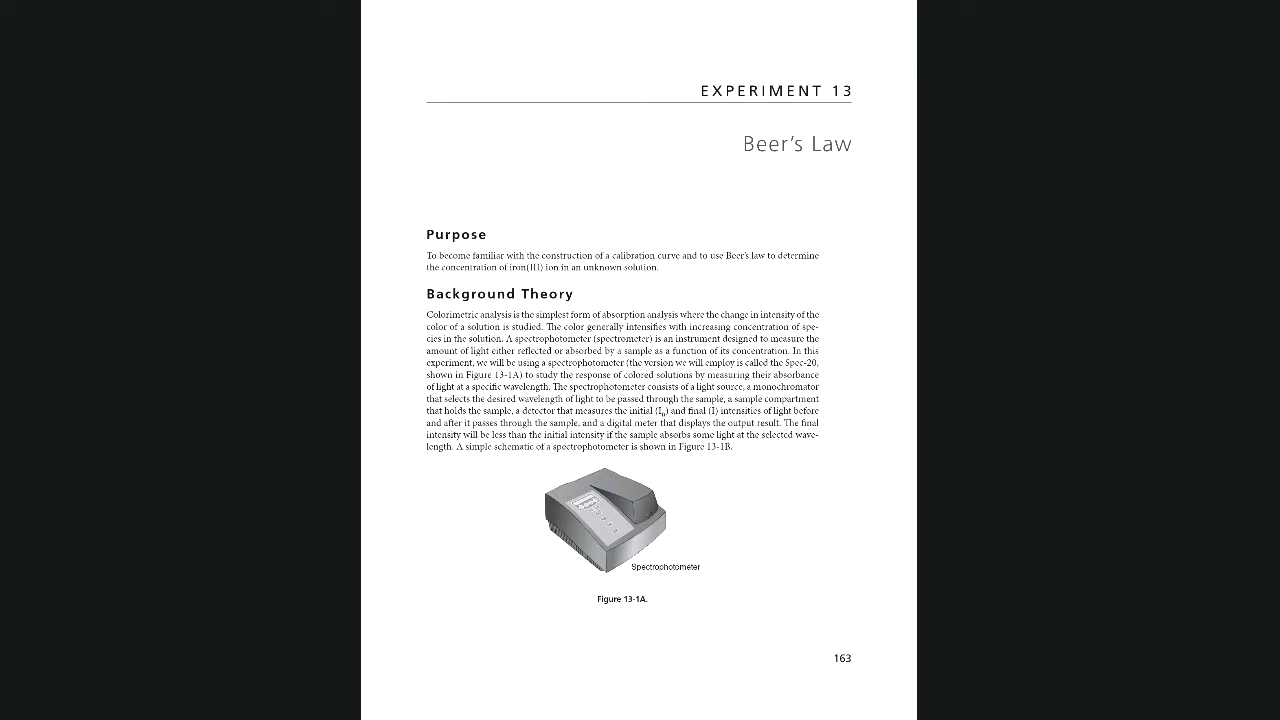 EXPERIMENT 13
Beer's Law
Purpose
To become familiar with the construction of a calibration curve and to use Beer's law to determine
the concentration of iron(III) ion in an unknown solution.
Background Theory
Colorimetric analysis is the simplest form of absorption analysis where the change in intensity of the
color of a solution is studied. The color generally intensifies with increasing concentration of spe-
cies in the solution. A spectrophotometer (spectrometer) is an instrument designed to measure the
amount of light either reflected or absorbed by a sample as a function of its concentration. In this
experiment, we will be using a spectrophotometer (the version we will employ is called the Spec-20,
shown in Figure 13-1A) to study the response of colored solutions by measuring their absorbance
of light at a specific wavelength. The spectrophotometer consists of a light source, a monochromator
that selects the desired wavelength of light to be passed through the sample, a sample compartment
that holds the sample, a detector that measures the initial (I₀) and final (I) intensities of light before
and after it passes through the sample, and a digital meter that displays the output result. The final
intensity will be less than the initial intensity if the sample absorbs some light at the selected wave-
length. A simple schematic of a spectrophotometer is shown in Figure 13-1B.
Spectrophotometer
Figure 13-1A.
163